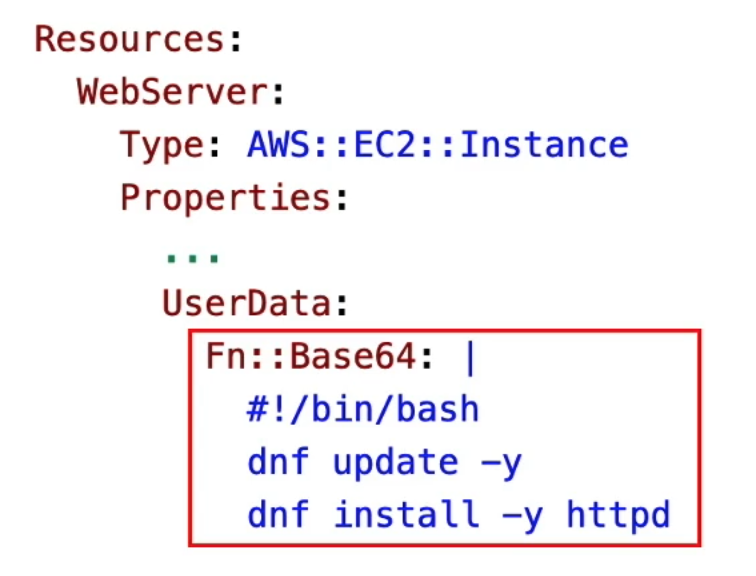 Resources:
  WebServer:
    Type: AWS::EC2::Instance
    Properties:
      ...
      UserData:
        Fn::Base64: |
          #!/bin/bash
          dnf update -y
          dnf install -y httpd